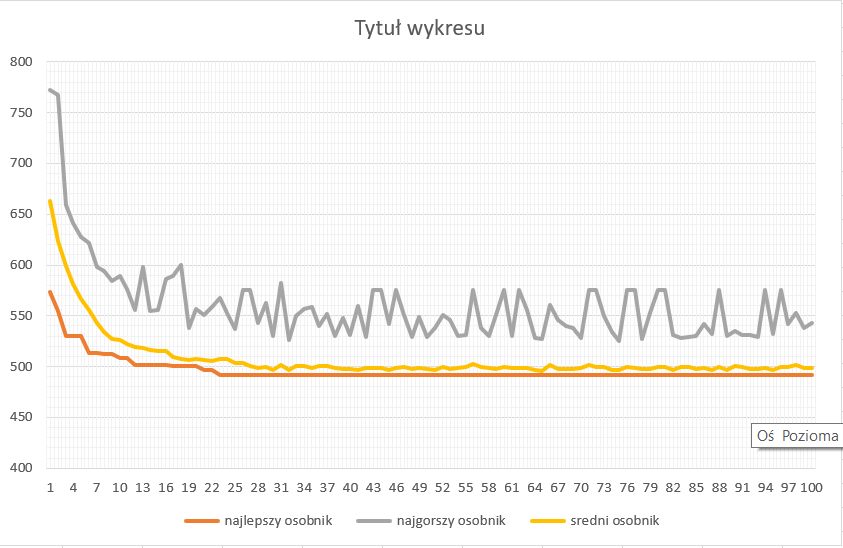 Tytuł wykresu
800
750
700
650
600
550
500
450
400
Oś Pozioma
1 4 7 10 13 16 19 22 25 28 31 34 37 40 43 46 49 52 55 58 61 64 67 70 73 76 79 82 85 88 91 94 97 100
najlepszy osobnik najgorszy osobnik sredni osobnik